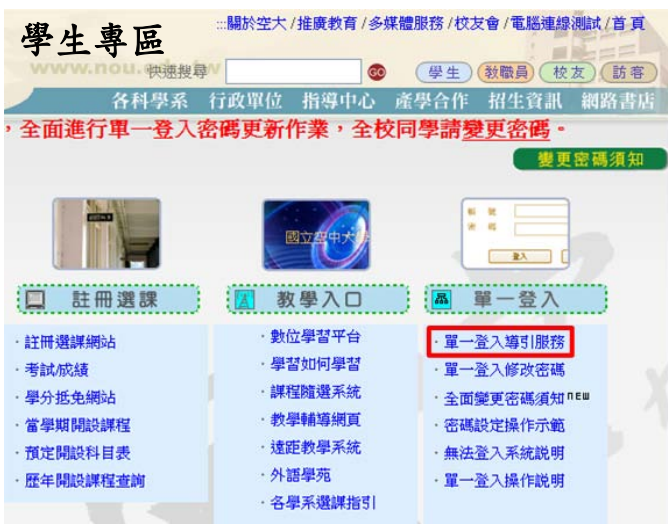 學生專區
:::關於空大/推廣教育/多媒體服務/校友會/電腦連線測試/首頁
www.nou.edu.tw
快速搜尋 GO 學生 教職員 校友 訪客
各科學系 行政單位 指導中心 產學合作 招生資訊 網路書店
，全面進行單一登入密碼更新作業，全校同學請變更密碼。
變更密碼須知
國立空中大學
帳 號
密 碼
登入
註冊選課
教學入口
單一登入
·註冊選課網站
·考試/成績
·學分抵免網站
·當學期開設課程
·預定開設科目表
·歷年開設課程查詢
·數位學習平台
·學習如何學習
·課程隨選系統
·教學輔導網頁
·遠距教學系統
·外語學苑
·各學系選課指引
·單一登入導引服務
·單一登入修改密碼
·全面變更密碼須知 NEW
·密碼設定操作示範
·無法登入系統說明
·單一登入操作說明